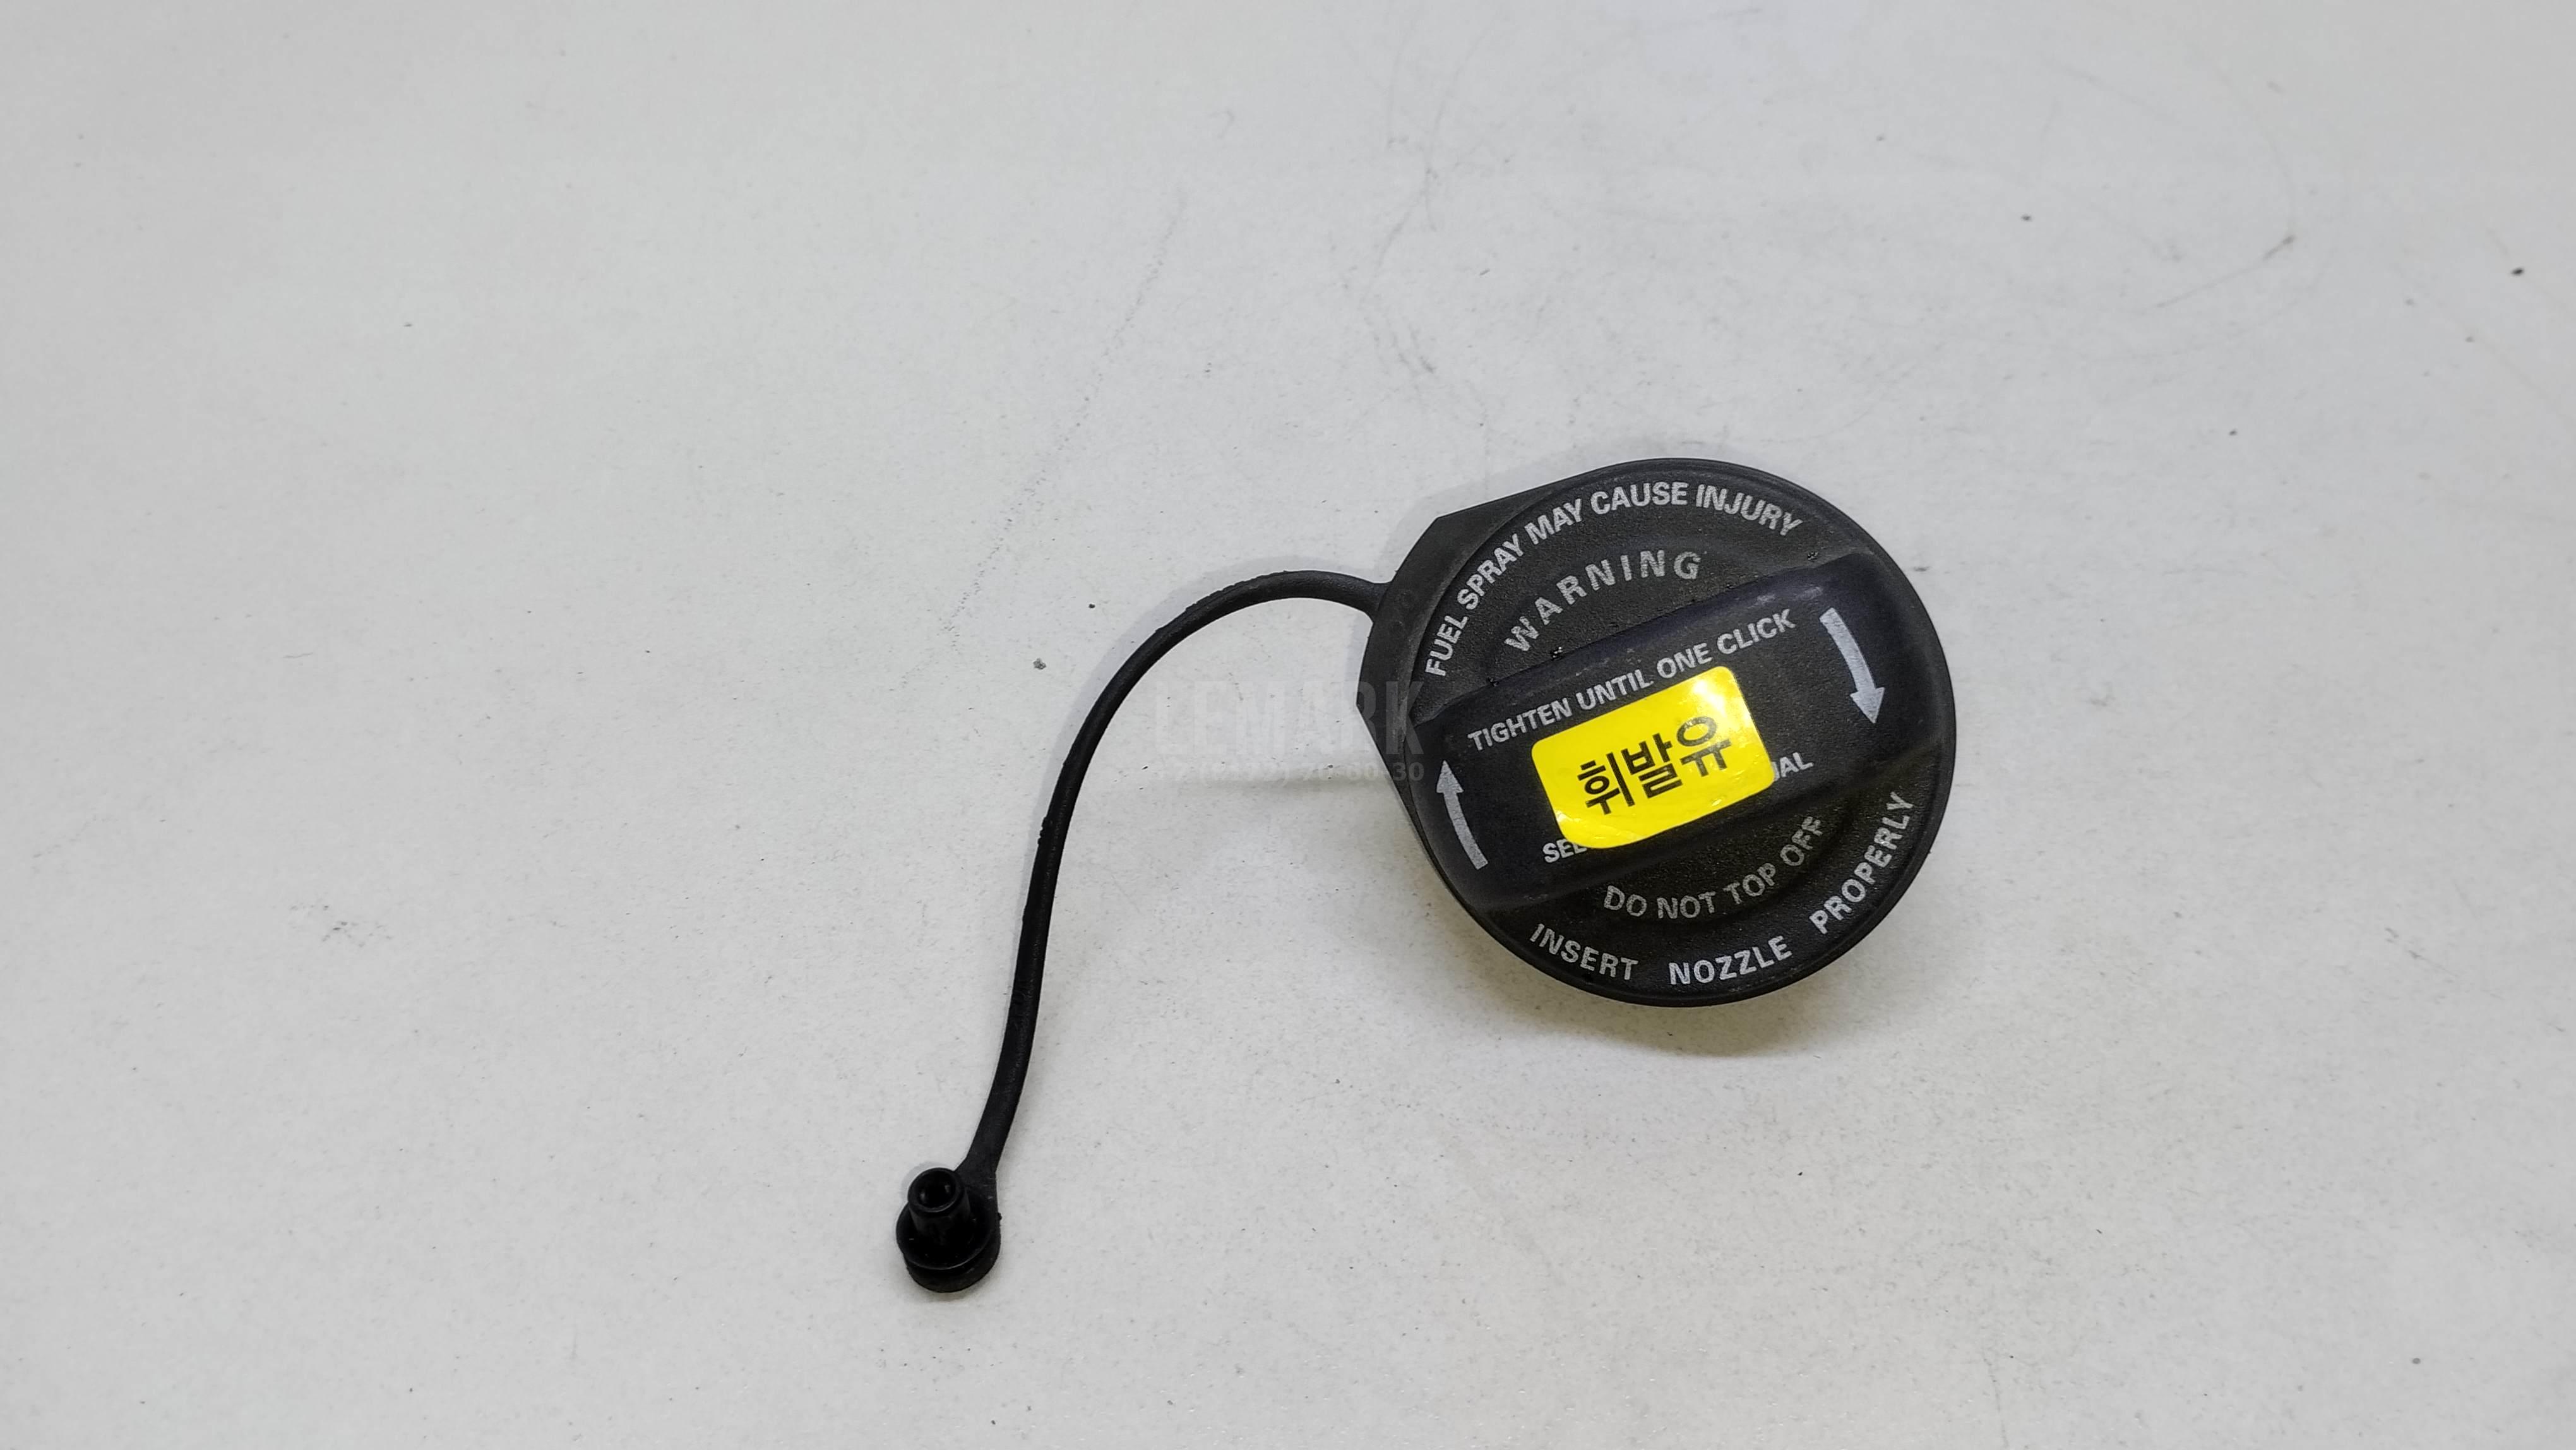 FUEL SPRAY MAY CAUSE INJURY
WARNING
TIGHTEN UNTIL ONE CLICK
휘발유
DO NOT TOP OFF
INSERT NOZZLE PROPERLY
LEMARK